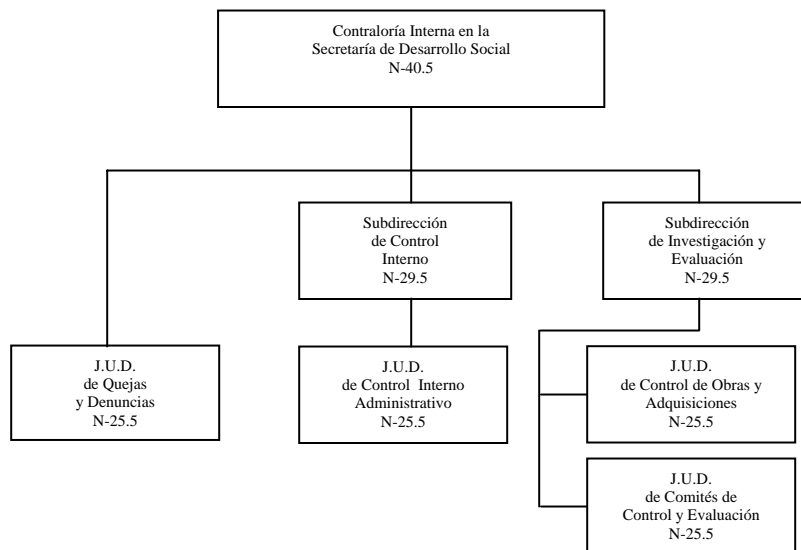 Contraloría Interna en la
Secretaría de Desarrollo Social
N-40.5
Subdirección
de Control
Interno
N-29.5
Subdirección
de Investigación y
Evaluación
N-29.5
J.U.D.
de Quejas
y Denuncias
N-25.5
J.U.D.
de Control Interno
Administrativo
N-25.5
J.U.D.
de Control de Obras y
Adquisiciones
N-25.5
J.U.D.
de Comités de
Control y Evaluación
N-25.5